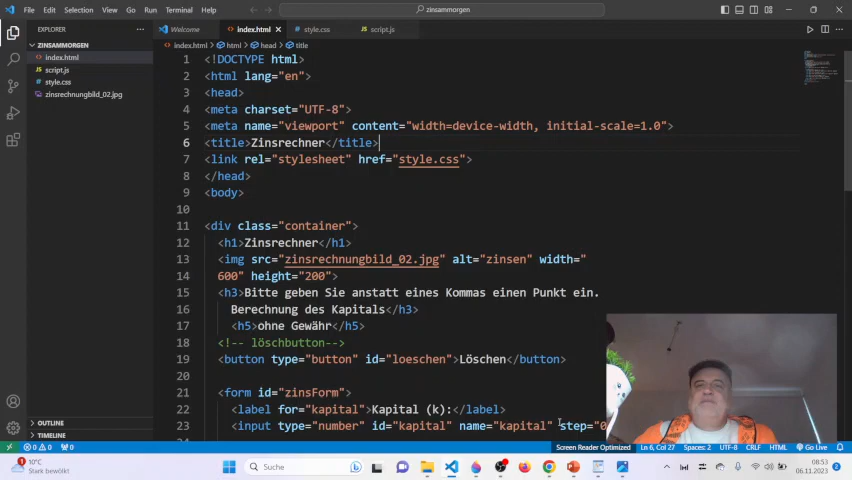 File Edit Selection View Go Run Terminal Help
zinsammorgen
EXPLORER
Welcome
index.html
style.css
script.js
ZINSAMMORGEN
index.html > html > head > title
index.html
script.js
style.css
zinsrechnungbild_02.jpg
1 <!DOCTYPE html>
2 <html lang="en">
3 <head>
4 <meta charset="UTF-8">
5 <meta name="viewport" content="width=device-width, initial-scale=1.0">
6 <title>Zinsrechner</title>
7 <link rel="stylesheet" href="style.css">
8 </head>
9 <body>
10
11 <div class="container">
12 <h1>Zinsrechner</h1>
13 <img src="zinsrechnungbild_02.jpg" alt="zinsen" width="
14 600" height="200">
15 <h3>Bitte geben Sie anstatt eines Kommas einen Punkt ein.
16 Berechnung des Kapitals</h3>
17 <h5>ohne Gewähr</h5>
18 <!-- löschbutton-->
19 <button type="button" id="loeschen">Löschen</button>
20
21 <form id="zinsForm">
22 <label for="kapital">Kapital (k):</label>
23 <input type="number" id="kapital" name="kapital" step="0
OUTLINE
TIMELINE
0 0 0
Screen Reader Optimized Ln 6, Col 27 Spaces: 2 UTF-8 CRLF HTML Go Live
10°C
Stark bewölkt
Suche
08:53
06.11.2023